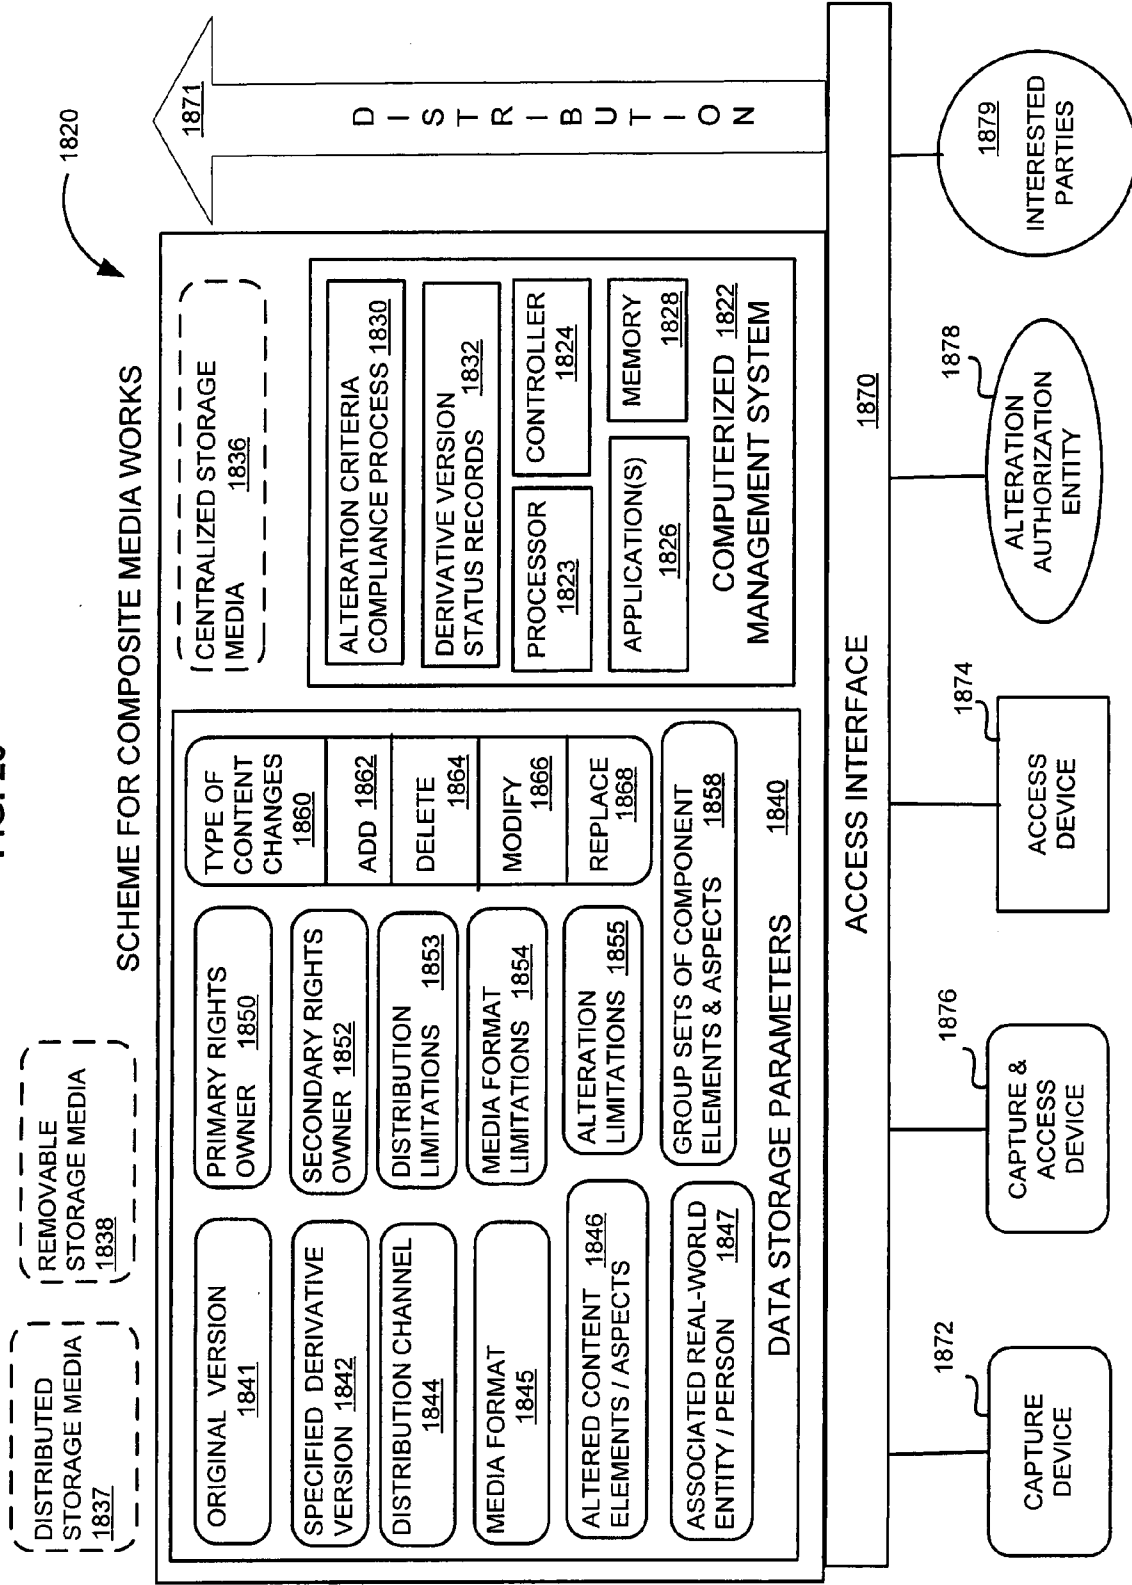 SCHEME FOR COMPOSITE MEDIA WORKS
1820
DISTRIBUTED
STORAGE MEDIA
1837
REMOVABLE
STORAGE MEDIA
1838
CENTRALIZED STORAGE
MEDIA 1836
ORIGINAL VERSION
1841
SPECIFIED DERIVATIVE
VERSION 1842
DISTRIBUTION CHANNEL
1844
MEDIA FORMAT
1845
ALTERED CONTENT 1846
ELEMENTS / ASPECTS
ASSOCIATED REAL-WORLD
ENTITY / PERSON 1847
PRIMARY RIGHTS
OWNER 1850
SECONDARY RIGHTS
OWNER 1852
DISTRIBUTION
LIMITATIONS 1853
MEDIA FORMAT
LIMITATIONS 1854
ALTERATION
LIMITATIONS 1855
GROUP SETS OF COMPONENT
ELEMENTS & ASPECTS 1858
TYPE OF
CONTENT
CHANGES
1860
ADD 1862
DELETE
1864
MODIFY
1866
REPLACE
1868
DATA STORAGE PARAMETERS 1840
ALTERATION CRITERIA
COMPLIANCE PROCESS 1830
DERIVATIVE VERSION
STATUS RECORDS 1832
PROCESSOR
1823
CONTROLLER
1824
APPLICATION(S)
1826
MEMORY
1828
COMPUTERIZED 1822
MANAGEMENT SYSTEM
1871
DISTRIBUTION
ACCESS INTERFACE 1870
1872
CAPTURE
DEVICE
1876
CAPTURE &
ACCESS
DEVICE
1874
ACCESS
DEVICE
1878
ALTERATION
AUTHORIZATION
ENTITY
1879
INTERESTED
PARTIES